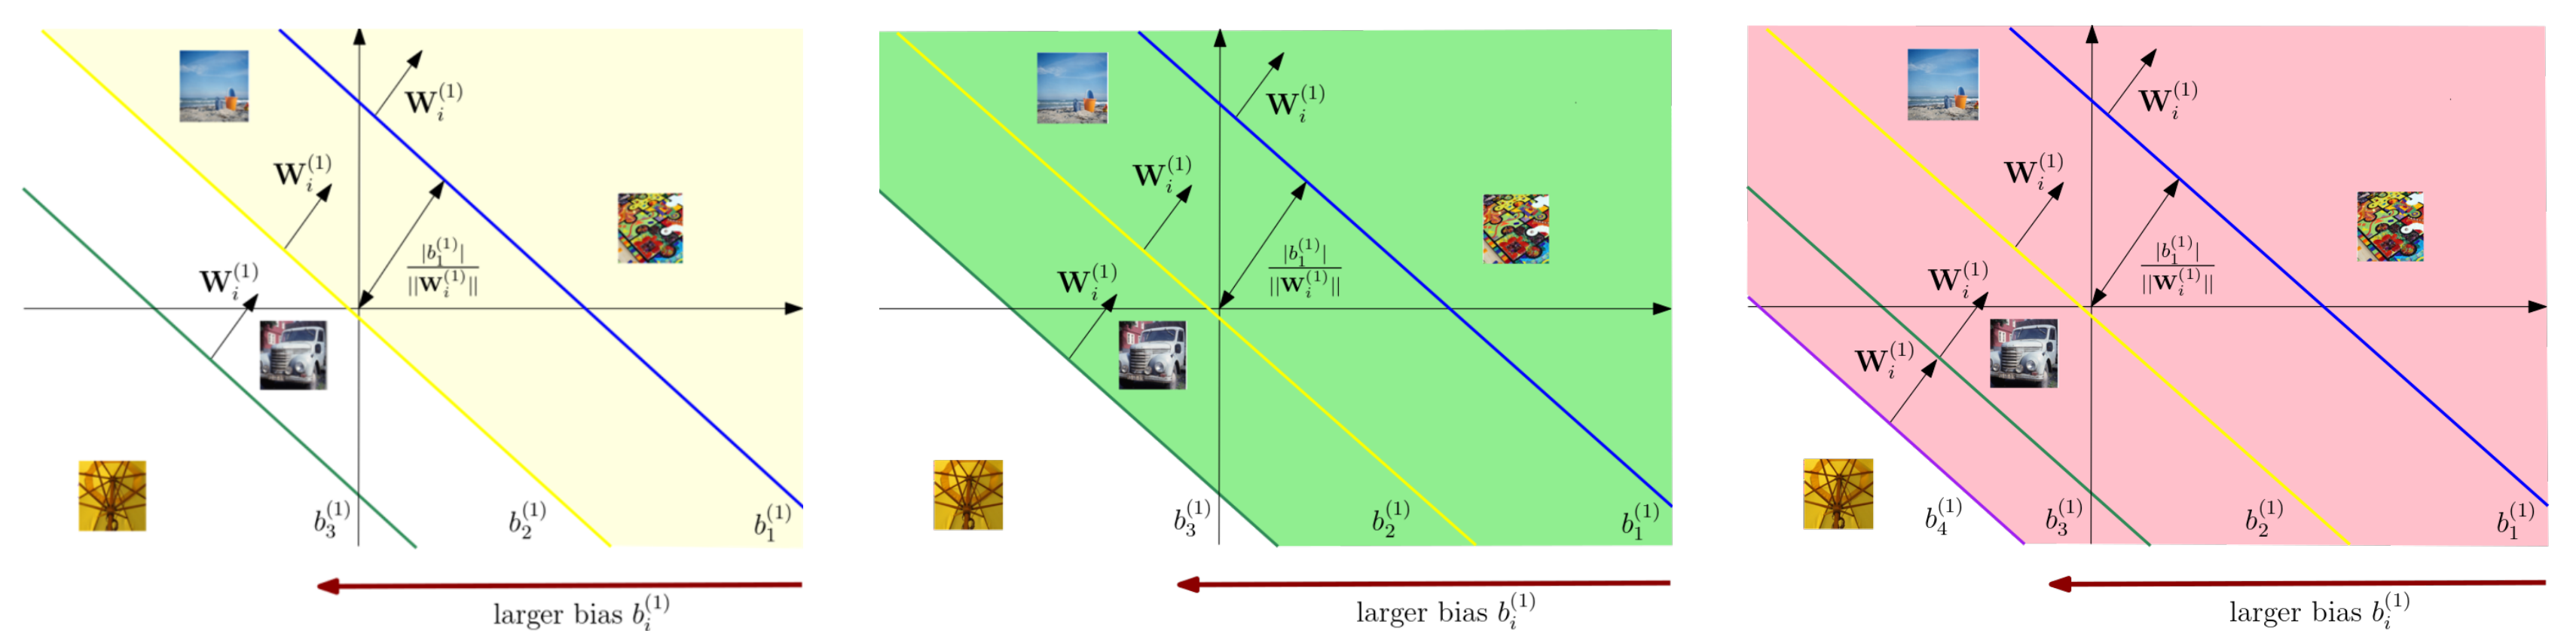 W_i^{(1)}
W_i^{(1)}
|b_1^{(1)}|
||W_i^{(1)}||
W_i^{(1)}
b_3^{(1)} b_2^{(1)} b_1^{(1)}
larger bias b_i^{(1)}
W_i^{(1)}
W_i^{(1)}
|b_1^{(1)}|
||W_i^{(1)}||
W_i^{(1)}
b_3^{(1)} b_2^{(1)} b_1^{(1)}
larger bias b_i^{(1)}
W_i^{(1)}
W_i^{(1)}
|b_1^{(1)}|
||W_i^{(1)}||
W_i^{(1)}
W_i^{(1)}
b_4^{(1)} b_3^{(1)} b_2^{(1)} b_1^{(1)}
larger bias b_i^{(1)}